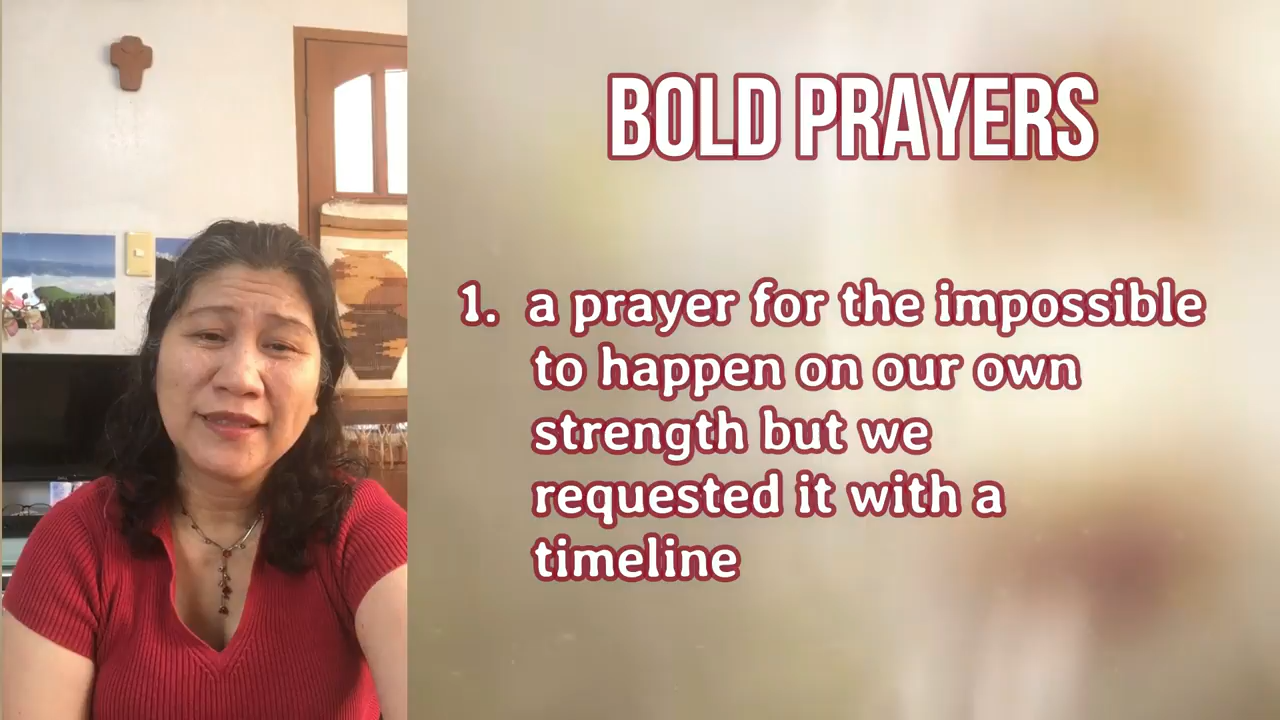 BOLD PRAYERS
1. a prayer for the impossible
to happen on our own
strength but we
requested it with a
timeline